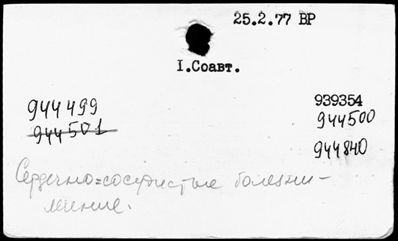 25.2.77 ВР
I.Соавт.
944499
944501
939354
944500
944840
Сердечно=сосудистые болезни –
лечение.